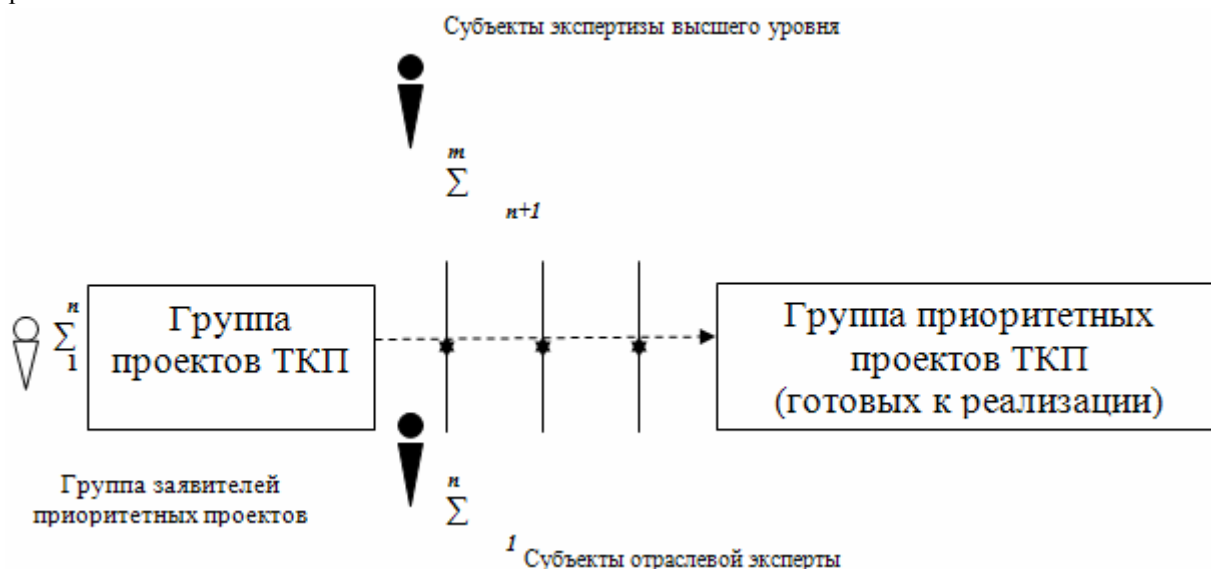 Субъекты экспертизы высшего уровня
m
∑
n+1
n
∑
i
Группа
проектов ТКП
Группа приоритетных
проектов ТКП
(готовых к реализации)
Группа заявителей
приоритетных проектов
n
∑
1
Субъекты отраслевой эксперты